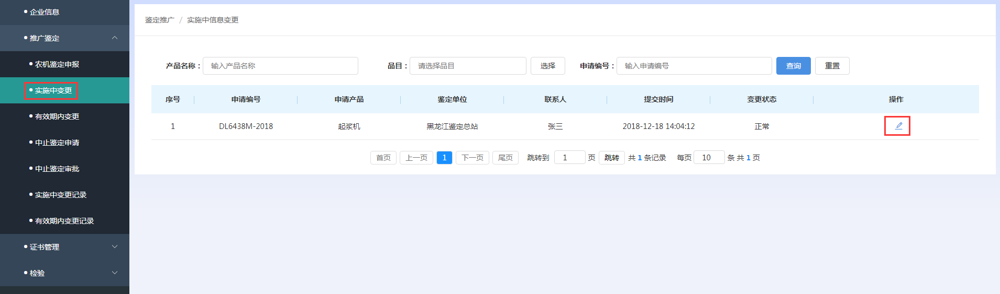 企业信息
推广鉴定
农机鉴定申报
实施中变更
有效期内变更
中止鉴定申请
中止鉴定审批
实施中变更记录
有效期内变更记录
证书管理
检验
鉴定推广 / 实施中信息变更
产品名称： 输入产品名称 品目： 请选择品目 选择 申请编号： 输入申请编号 查询 重置
序号 申请编号 申请产品 鉴定单位 联系人 提交时间 变更状态 操作
1 DL6438M-2018 起浆机 黑龙江鉴定总站 张三 2018-12-18 14:04:12 正常
首页 上一页 1 下一页 尾页 跳转到 1 页 跳转 共 1 条记录 每页 10 条 共 1 页